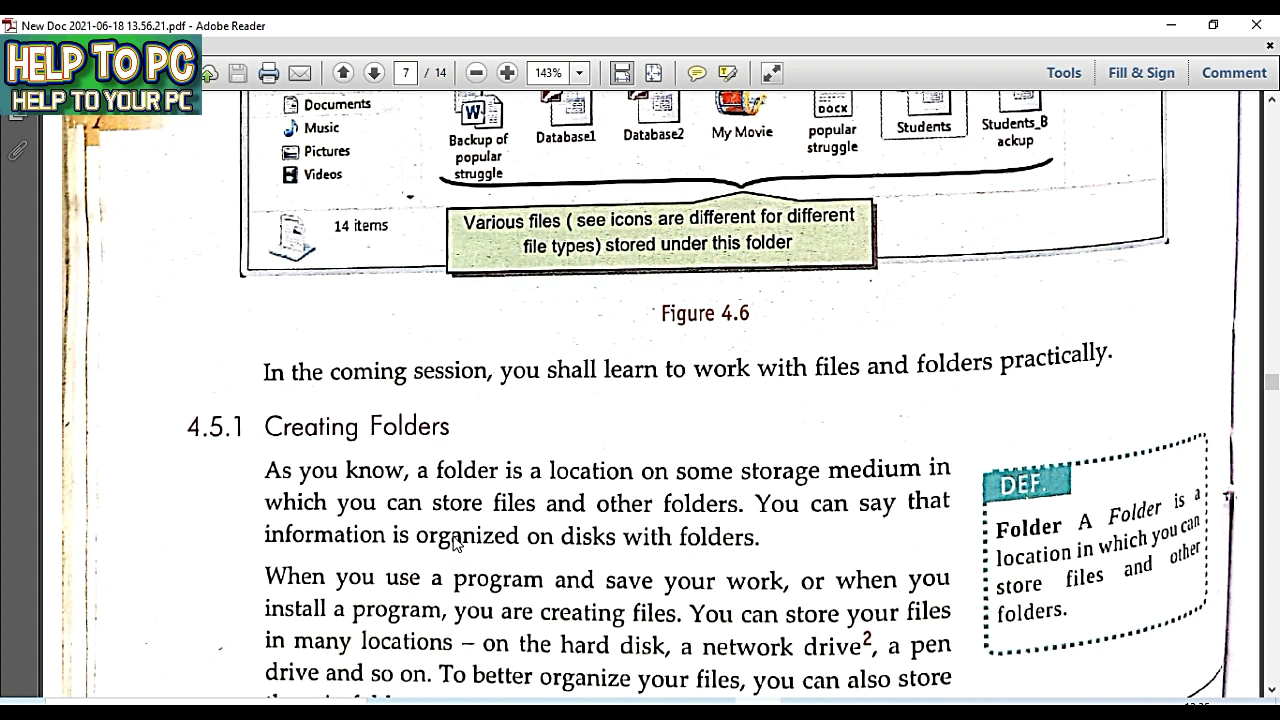 New Doc 2021-06-18 13.56.21.pdf - Adobe Reader
HELP TO PC
HELP TO YOUR PC
7 / 14
143%
Tools
Fill & Sign
Comment
Documents
Music
Pictures
Videos
Backup of
popular
struggle
Database1
Database2
My Movie
popular
struggle
Students
Students_B
ackup
DOCX
14 items
Various files ( see icons are different for different
file types) stored under this folder
Figure 4.6
In the coming session, you shall learn to work with files and folders practically.
4.5.1 Creating Folders
As you know, a folder is a location on some storage medium in
which you can store files and other folders. You can say that
information is organized on disks with folders.
When you use a program and save your work, or when you
install a program, you are creating files. You can store your files
in many locations – on the hard disk, a network drive2, a pen
drive and so on. To better organize your files, you can also store
DEF.
Folder A Folder is a
location in which you can
store files and other
folders.